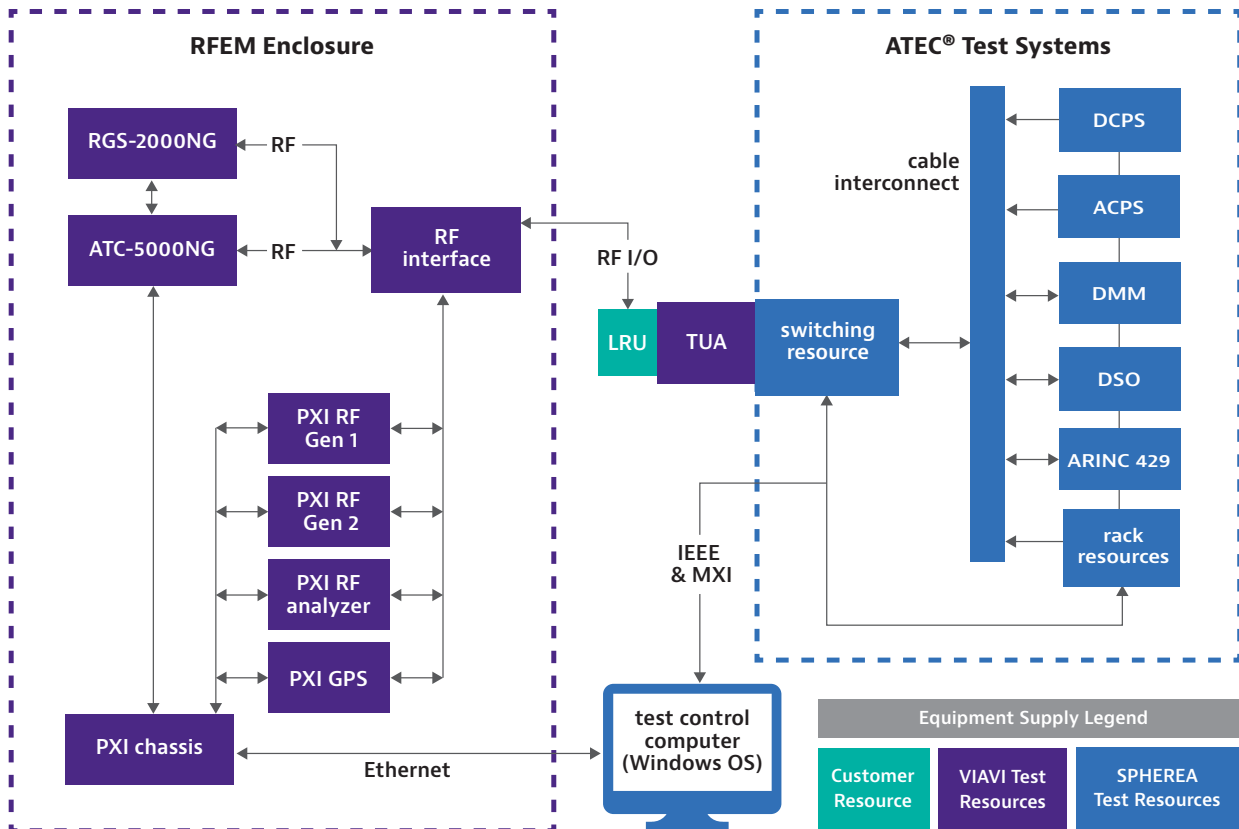 RFEM Enclosure
RGS-2000NG
RF
ATC-5000NG
RF
RF
interface
PXI RF
Gen 1
PXI RF
Gen 2
PXI RF
analyzer
PXI GPS
PXI chassis
Ethernet
RF I/O
LRU
TUA
IEEE
& MXI
test control
computer
(Windows OS)
ATEC® Test Systems
cable
interconnect
switching
resource
DCPS
ACPS
DMM
DSO
ARINC 429
rack
resources
Equipment Supply Legend
Customer
Resource
VIAVI Test
Resources
SPHEREA
Test Resources